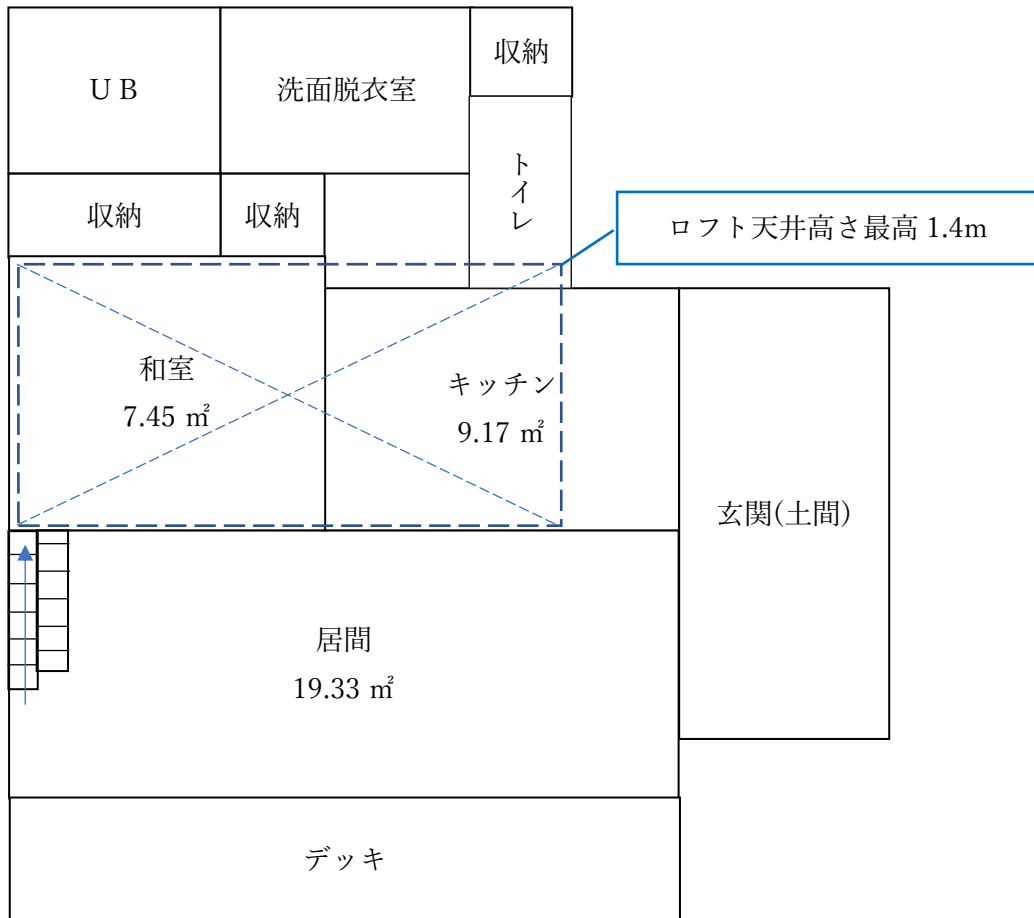 収納
ＵＢ
洗面脱衣室
トイレ
収納
収納
ロフト天井高さ最高 1.4m
和室
7.45 ㎡
キッチン
9.17 ㎡
玄関(土間)
居間
19.33 ㎡
デッキ